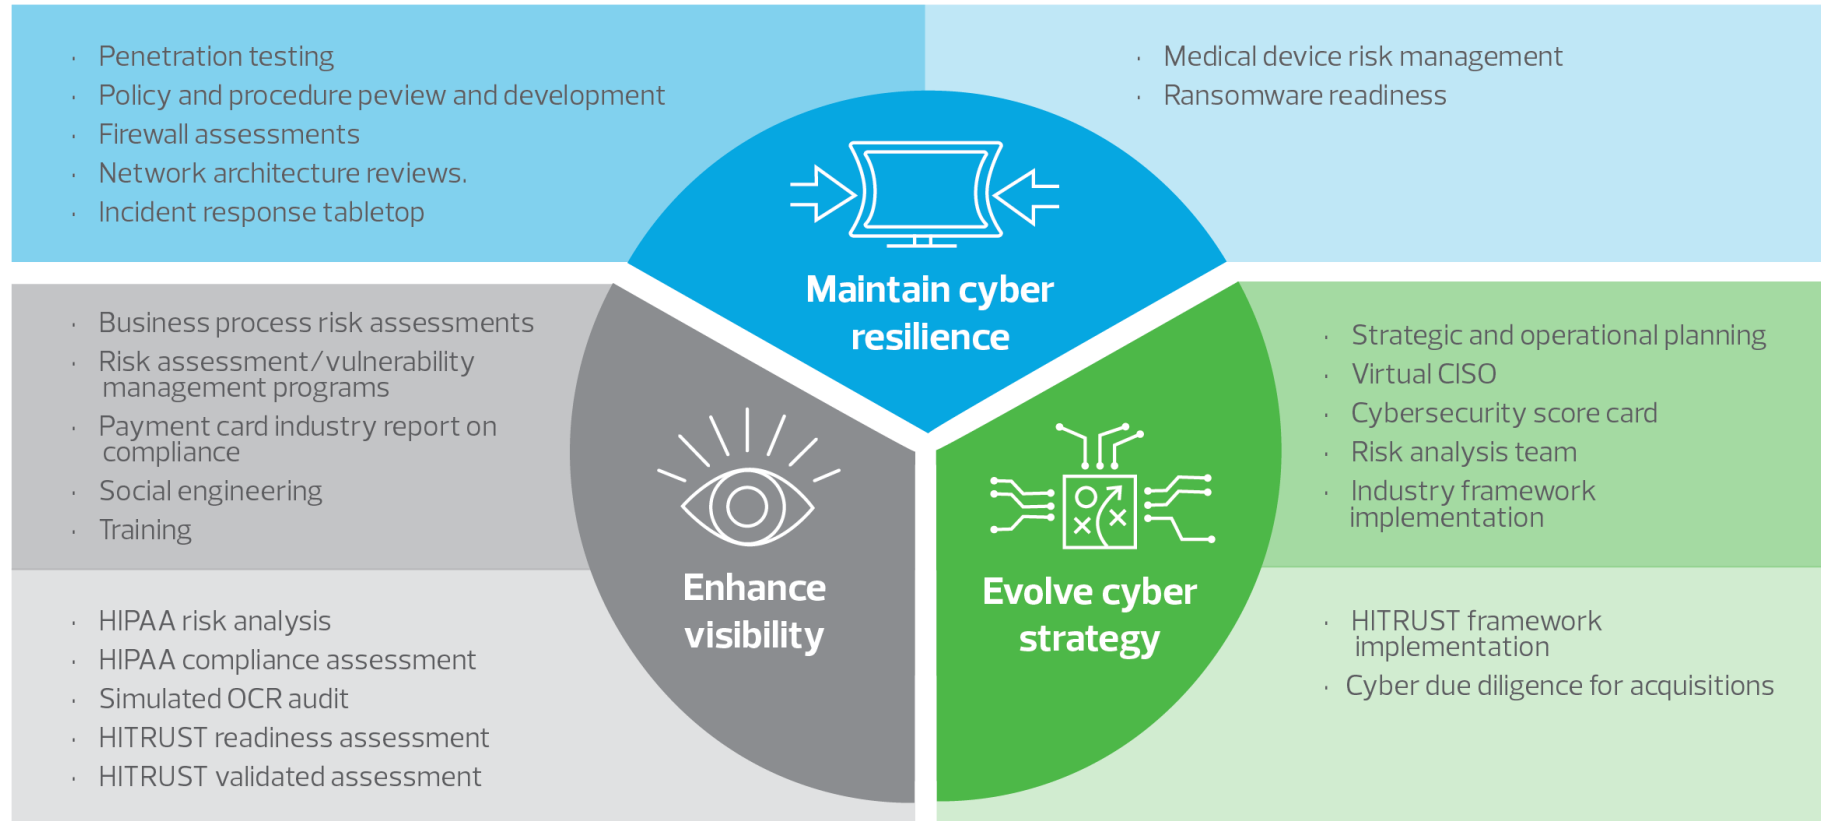 · Penetration testing
· Policy and procedure peview and development
· Firewall assessments
· Network architecture reviews.
· Incident response tabletop
· Medical device risk management
· Ransomware readiness
Maintain cyber
resilience
· Business process risk assessments
· Risk assessment/vulnerability
management programs
· Payment card industry report on
compliance
· Social engineering
· Training
· HIPAA risk analysis
· HIPAA compliance assessment
· Simulated OCR audit
· HITRUST readiness assessment
· HITRUST validated assessment
Enhance
visibility
Evolve cyber
strategy
· Strategic and operational planning
· Virtual CISO
· Cybersecurity score card
· Risk analysis team
· Industry framework
implementation
· HITRUST framework
implementation
· Cyber due diligence for acquisitions